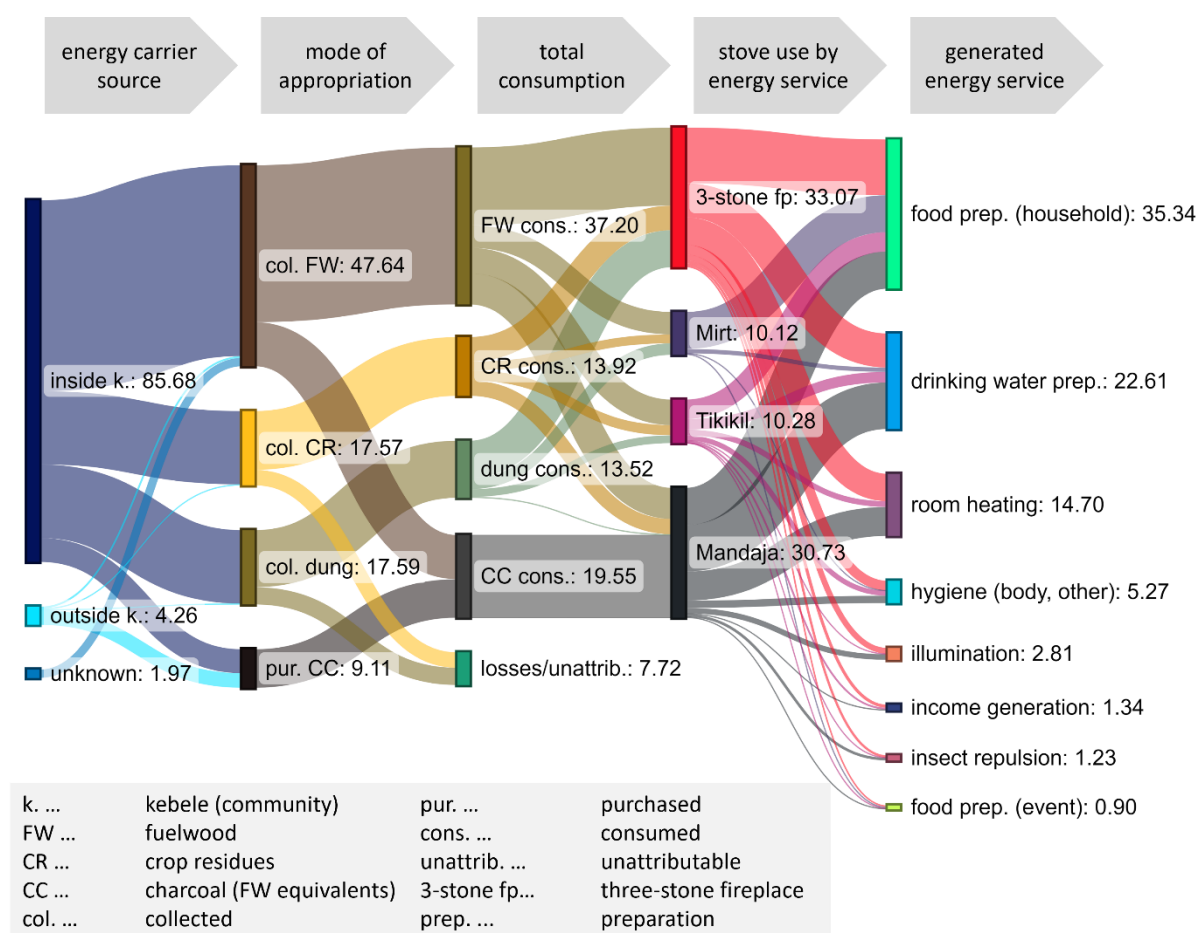 energy carrier
source
mode of
appropriation
total
consumption
stove use by
energy service
generated
energy service
inside k.: 85.68
outside k.: 4.26
unknown: 1.97
col. FW: 47.64
col. CR: 17.57
col. dung: 17.59
pur. CC: 9.11
FW cons.: 37.20
CR cons.: 13.92
dung cons.: 13.52
CC cons.: 19.55
losses/unattrib.: 7.72
3-stone fp: 33.07
Mirt: 10.12
Tikikil: 10.28
Mandaja: 30.73
food prep. (household): 35.34
drinking water prep.: 22.61
room heating: 14.70
hygiene (body, other): 5.27
illumination: 2.81
income generation: 1.34
insect repulsion: 1.23
food prep. (event): 0.90
k. ... kebele (community) pur. ... purchased
FW ... fuelwood cons. ... consumed
CR ... crop residues unattrib. ... unattributable
CC ... charcoal (FW equivalents) 3-stone fp... three-stone fireplace
col. ... collected prep. ... preparation